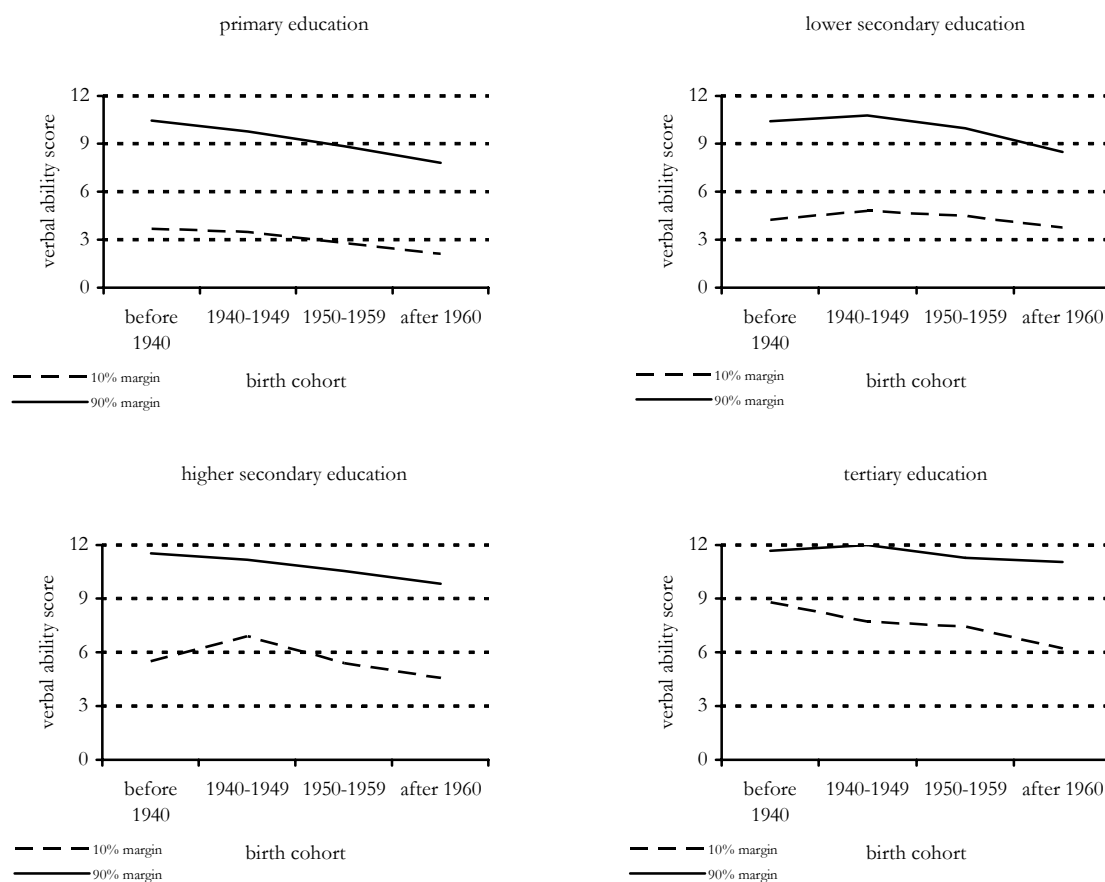 primary education
12
9
6
3
0
verbal ability score
before 1940
1940-1949
1950-1959
after 1960
birth cohort
10% margin
90% margin
lower secondary education
12
9
6
3
0
verbal ability score
before 1940
1940-1949
1950-1959
after 1960
birth cohort
10% margin
90% margin
higher secondary education
12
9
6
3
0
verbal ability score
before 1940
1940-1949
1950-1959
after 1960
birth cohort
10% margin
90% margin
tertiary education
12
9
6
3
0
verbal ability score
before 1940
1940-1949
1950-1959
after 1960
birth cohort
10% margin
90% margin